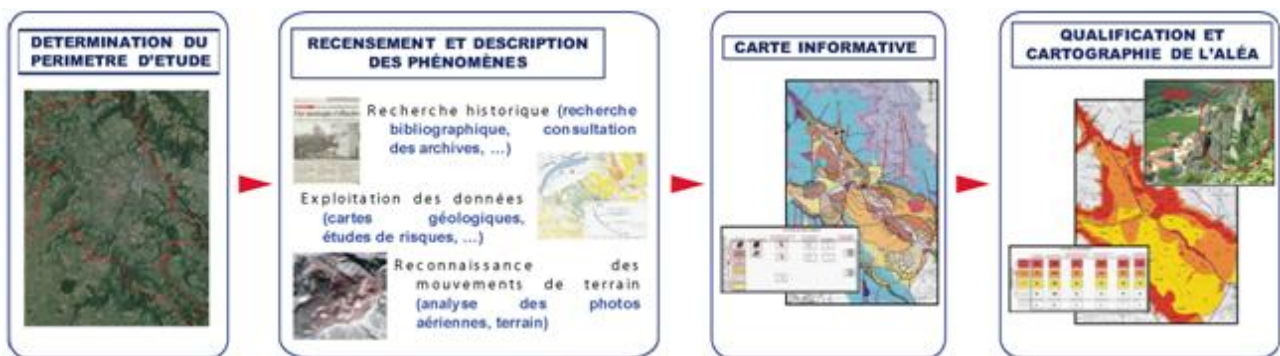 DETERMINATION DU
PERIMETRE D'ETUDE
RECENSEMENT ET DESCRIPTION
DES PHÉNOMÈNES
Recherche historique (recherche
bibliographique, consultation
des archives, ...)
Exploitation des données
(cartes géologiques,
études de risques, ...)
Reconnaissance des
mouvements de terrain
(analyse des photos
aériennes, terrain)
CARTE INFORMATIVE
QUALIFICATION ET
CARTOGRAPHIE DE L'ALÉA